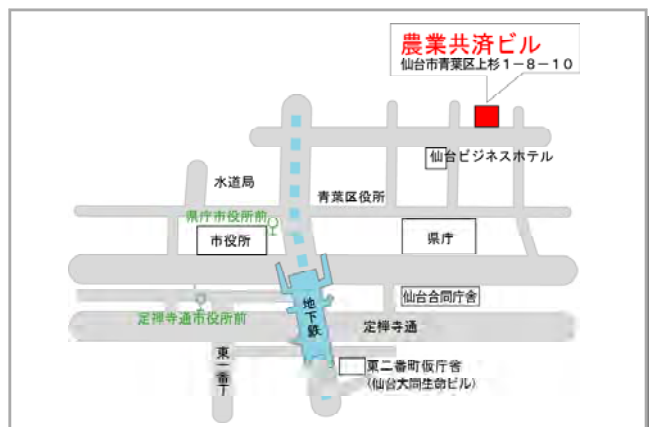 農業共済ビル
仙台市青葉区上杉1-8-10
仙台ビジネスホテル
水道局
青葉区役所
県庁市役所前
市役所
県庁
地下鉄
仙台合同庁舎
定禅寺通市役所前
定禅寺通
東一番丁
東二番町仮庁舎
(仙台大同生命ビル)